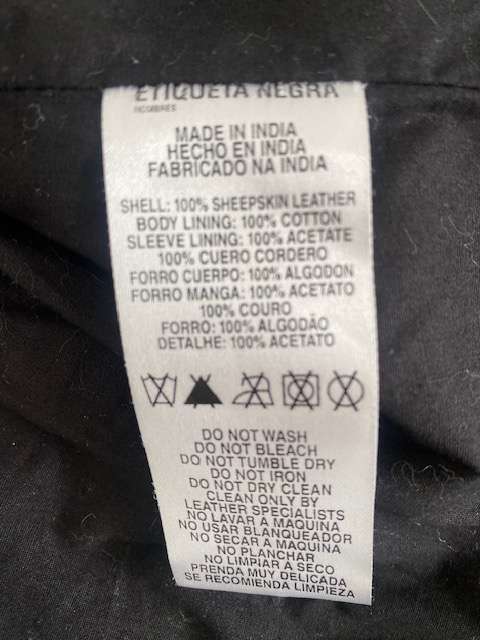 ETIQUETA NEGRA
HOMBRES
MADE IN INDIA
HECHO EN INDIA
FABRICADO NA INDIA
SHELL: 100% SHEEPSKIN LEATHER
BODY LINING: 100% COTTON
SLEEVE LINING: 100% ACETATE
100% CUERO CORDERO
FORRO CUERPO: 100% ALGODON
FORRO MANGA: 100% ACETATO
100% COURO
FORRO: 100% ALGODÃO
DETALHE: 100% ACETATO
DO NOT WASH
DO NOT BLEACH
DO NOT TUMBLE DRY
DO NOT IRON
DO NOT DRY CLEAN
CLEAN ONLY BY
LEATHER SPECIALISTS
NO LAVAR A MAQUINA
NO USAR BLANQUEADOR
NO SECAR A MAQUINA
NO PLANCHAR
NO LIMPIAR A SECO
PRENDA MUY DELICADA
SE RECOMIENDA LIMPIEZA